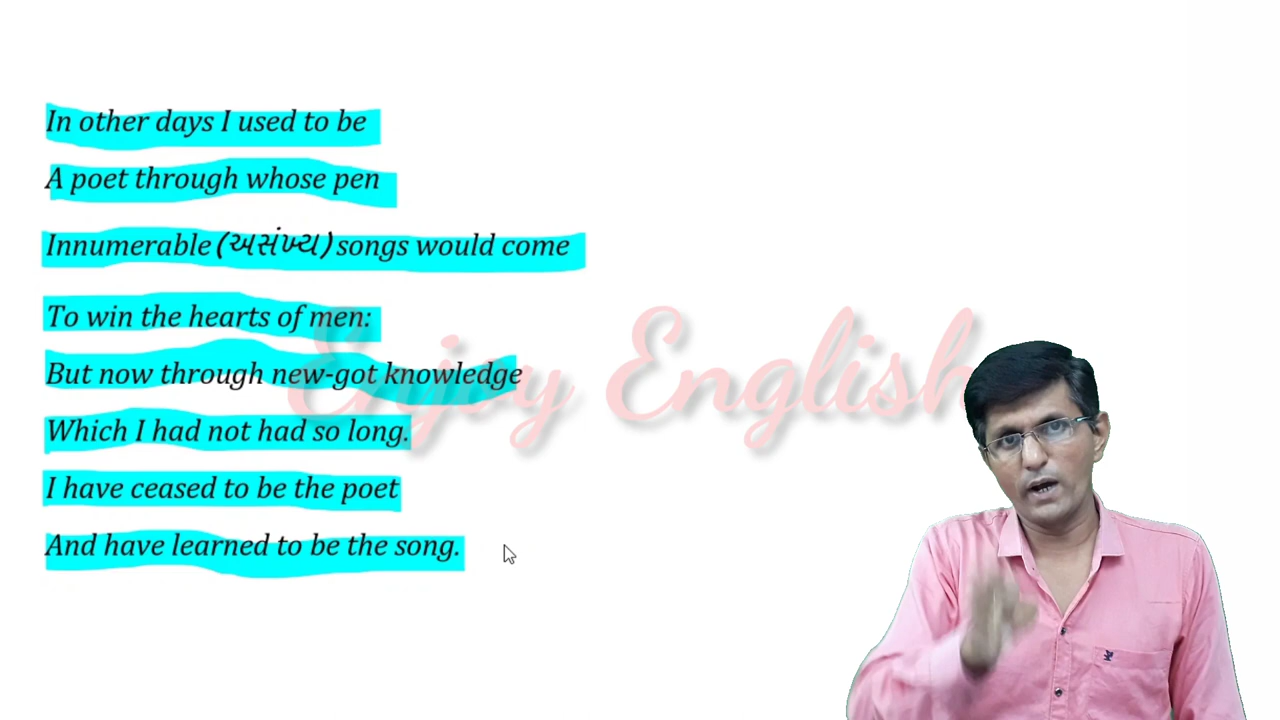 In other days I used to be
A poet through whose pen
Innumerable (અસંખ્ય) songs would come
To win the hearts of men:
But now through new-got knowledge
Which I had not had so long.
I have ceased to be the poet
And have learned to be the song.
Enjoy English